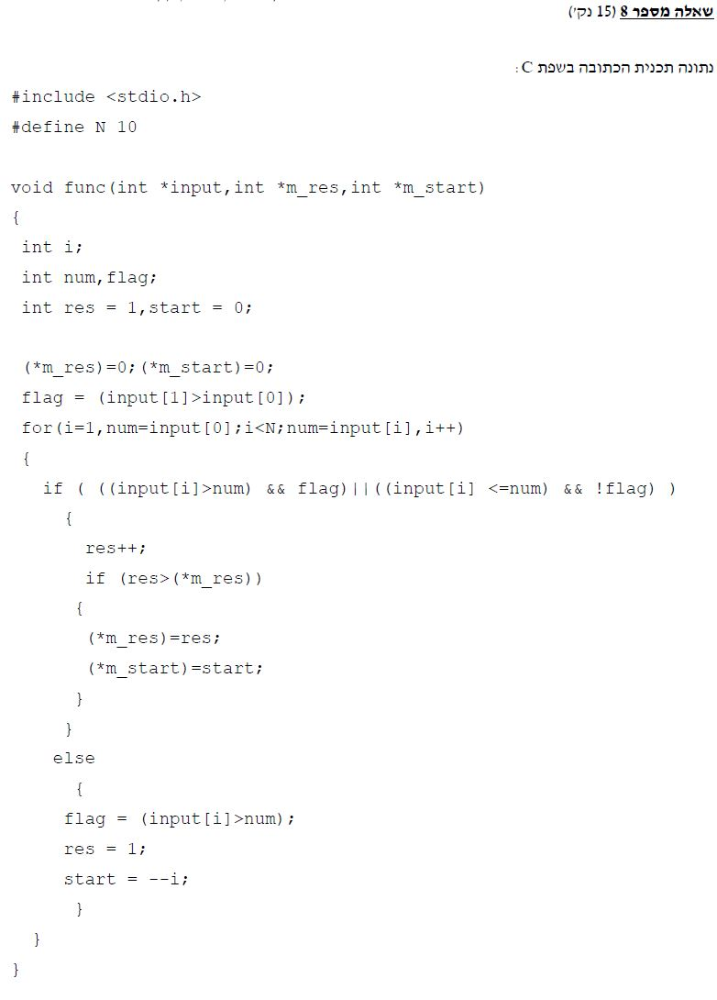 שאלה מספר 8 (15 נק')
נתונה תכנית הכתובה בשפת C:
#include <stdio.h>
#define N 10
void func(int *input,int *m_res,int *m_start)
{
int i;
int num,flag;
int res = 1,start = 0;
(*m_res)=0;(*m_start)=0;
flag = (input[1]>input[0]);
for(i=1,num=input[0];i<N;num=input[i],i++)
{
if ( ((input[i]>num) && flag)||((input[i] <=num) && !flag) )
{
res++;
if (res>(*m_res))
{
(*m_res)=res;
(*m_start)=start;
}
}
else
{
flag = (input[i]>num);
res = 1;
start = --i;
}
}
}